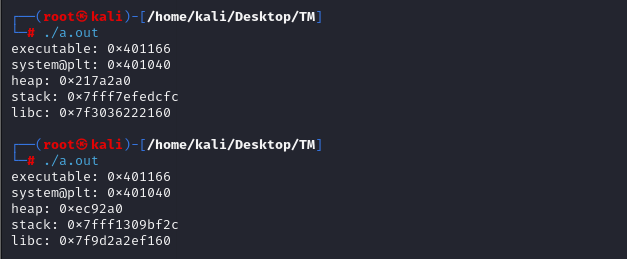 ┌──(root㉿kali)-[/home/kali/Desktop/TM]
└─# ./a.out
executable: 0×401166
system@plt: 0×401040
heap: 0×217a2a0
stack: 0×7fff7efedcfc
libc: 0×7f3036222160
┌──(root㉿kali)-[/home/kali/Desktop/TM]
└─# ./a.out
executable: 0×401166
system@plt: 0×401040
heap: 0×ec92a0
stack: 0×7fff1309bf2c
libc: 0×7f9d2a2ef160